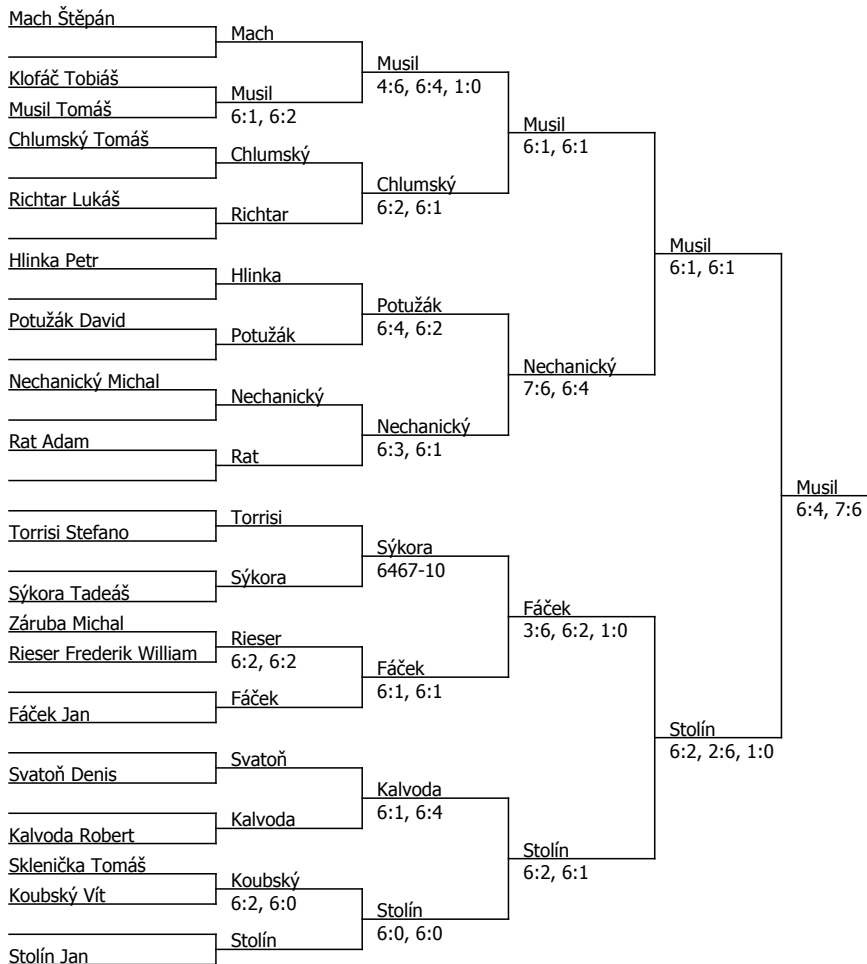 Mach Štěpán
Klofáč Tobiáš
Musil Tomáš
Chlumský Tomáš
Richtar Lukáš
Hlinka Petr
Potužák David
Nechanický Michal
Rat Adam
Torrisi Stefano
Sýkora Tadeáš
Záruba Michal
Rieser Frederik William
Fáček Jan
Svatoň Denis
Kalvoda Robert
Sklenička Tomáš
Koubský Vít
Stolín Jan
Mach
Musil
6:1, 6:2
Chlumský
Richtar
Hlinka
Potužák
Nechanický
Rat
Torrisi
Sýkora
Rieser
6:2, 6:2
Fáček
Svatoň
Kalvoda
Koubský
6:2, 6:0
Stolín
Musil
4:6, 6:4, 1:0
Chlumský
6:2, 6:1
Potužák
6:4, 6:2
Nechanický
6:3, 6:1
Sýkora
6467-10
Fáček
6:1, 6:1
Kalvoda
6:1, 6:4
Stolín
6:0, 6:0
Musil
6:1, 6:1
Nechanický
7:6, 6:4
Fáček
3:6, 6:2, 1:0
Stolín
6:2, 6:1
Musil
6:1, 6:1
Stolín
6:2, 2:6, 1:0
Musil
6:4, 7:6